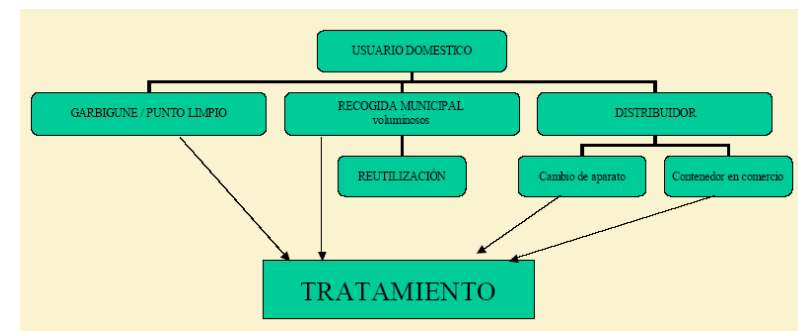 USUARIO DOMESTICO
GARBIGUNE / PUNTO LIMPIO
RECOGIDA MUNICIPAL
voluminosos
DISTRIBUIDOR
REUTILIZACIÓN
Cambio de aparato
Contenedor en comercio
TRATAMIENTO